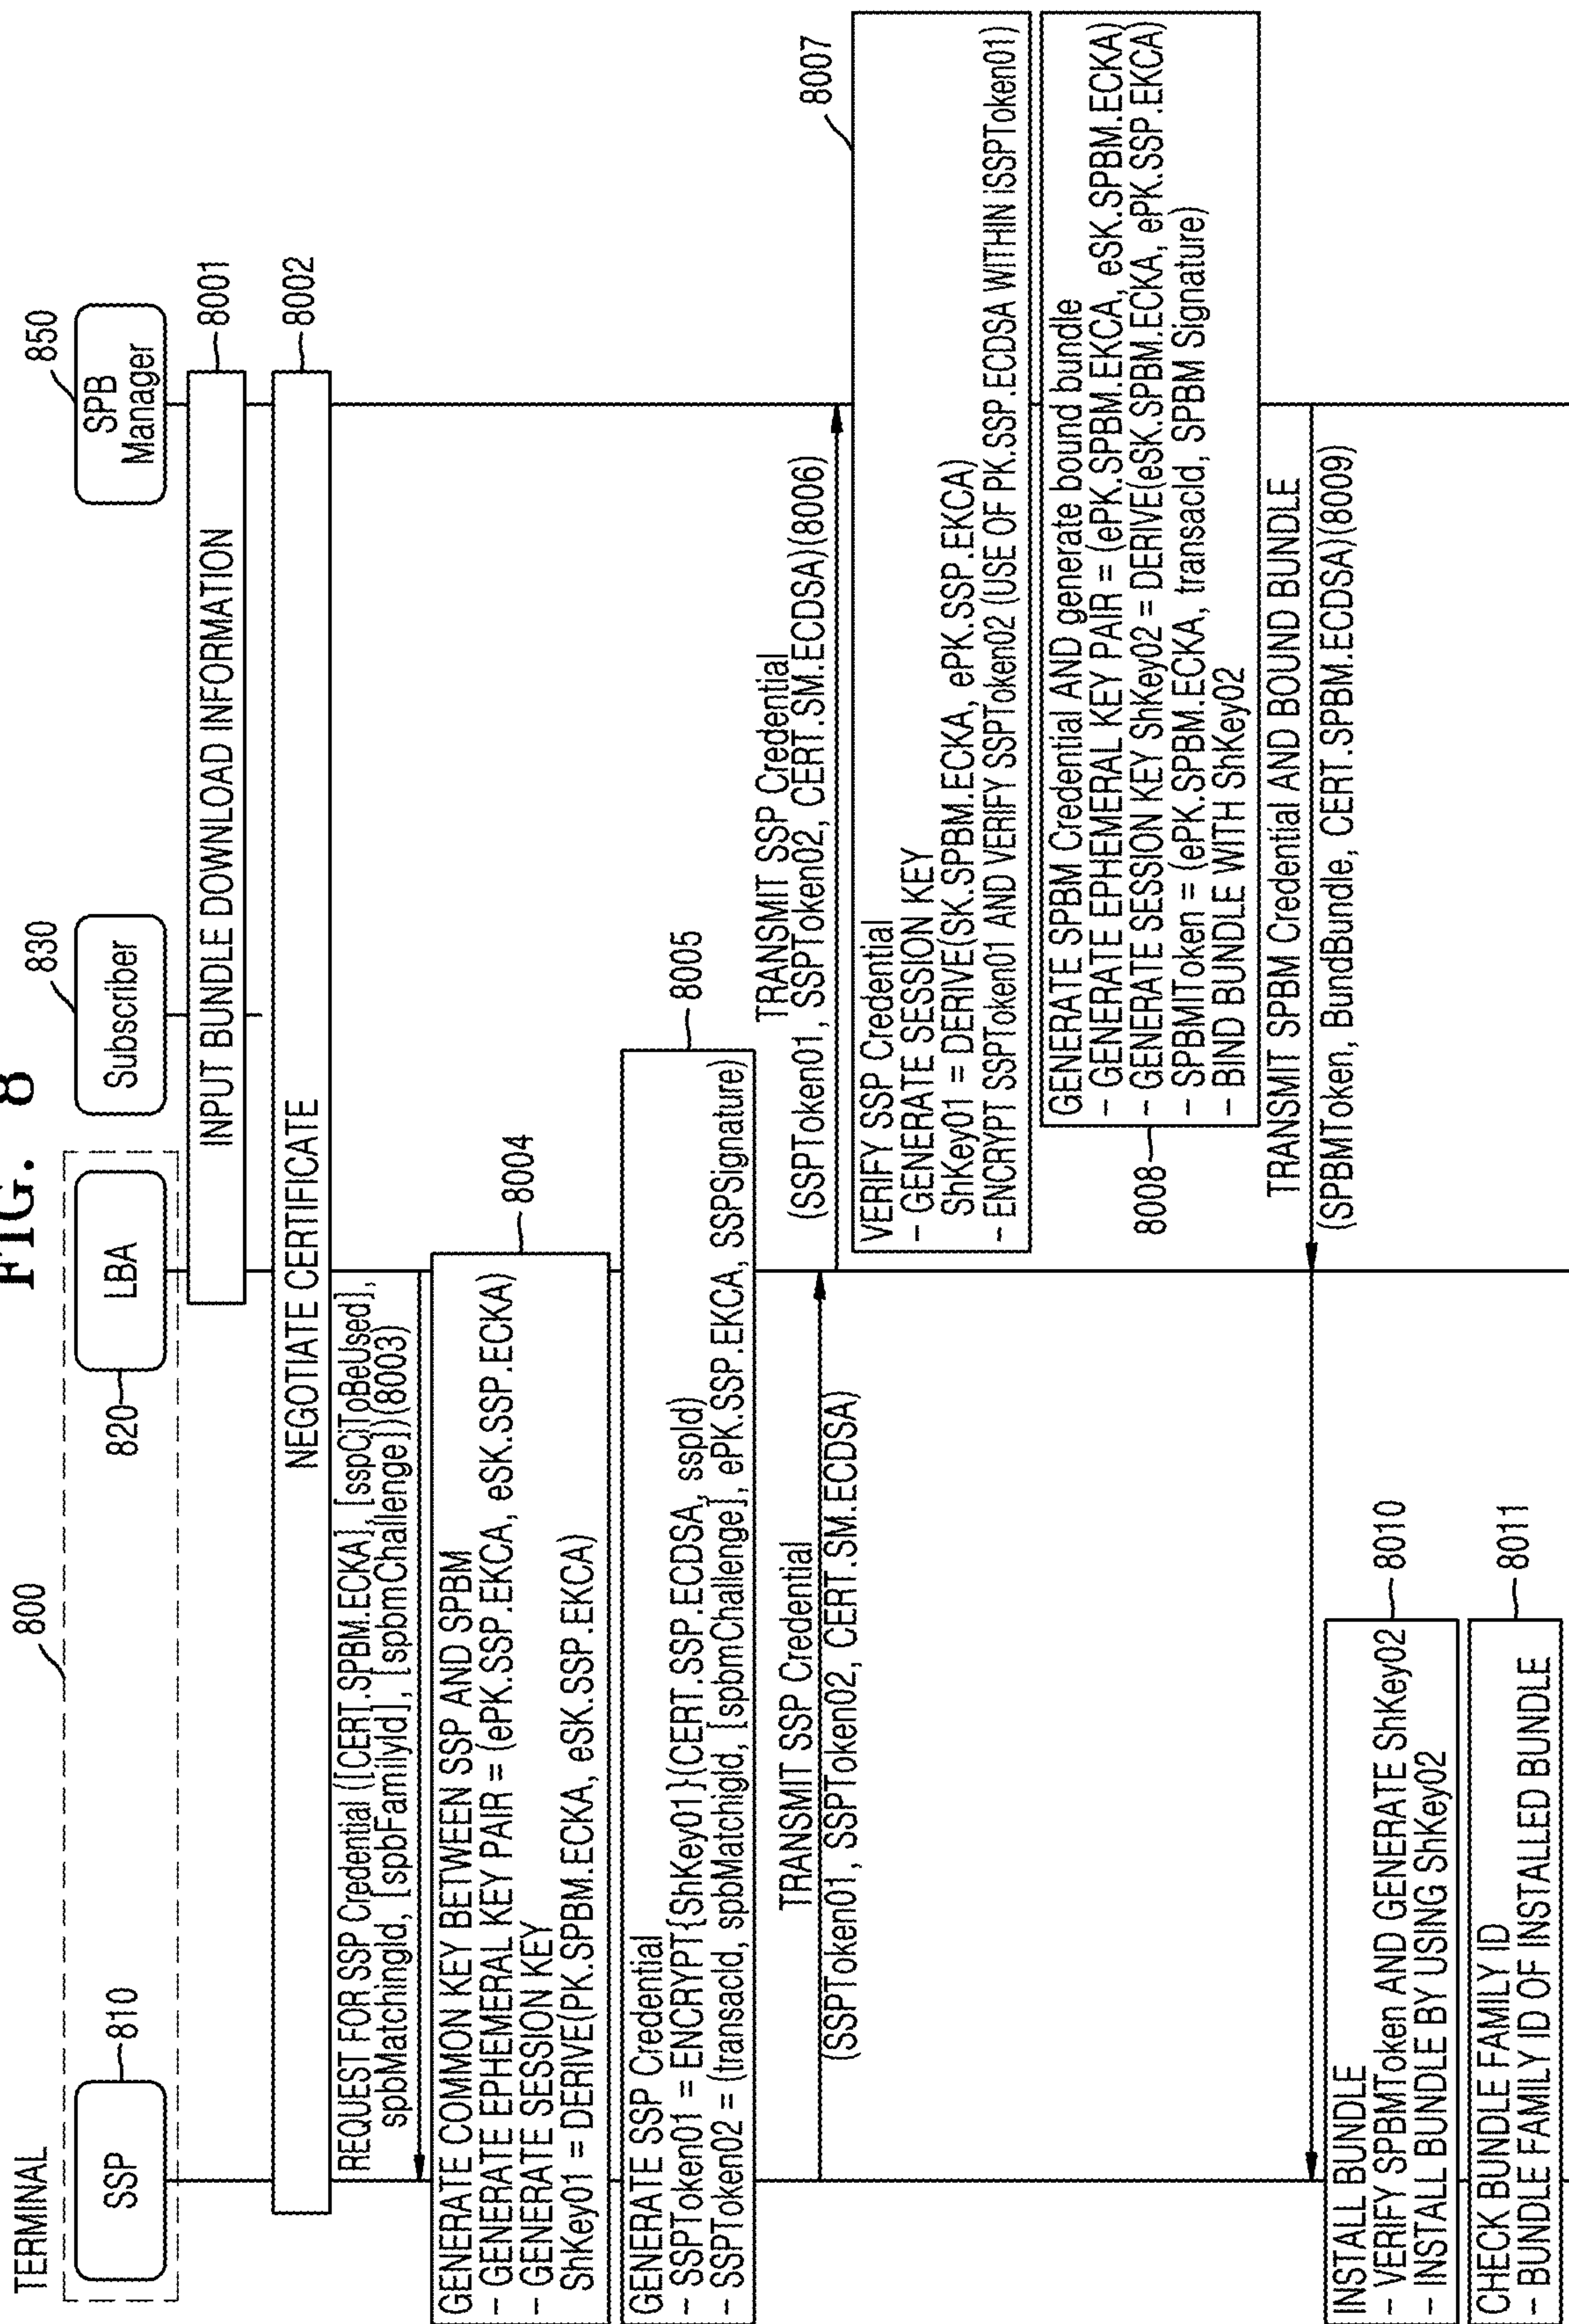 FIG. 8
TERMINAL
800
SSP
810
LBA
820
Subscriber
830
SPB
Manager
850
INPUT BUNDLE DOWNLOAD INFORMATION
8001
NEGOTIATE CERTIFICATE
8002
REQUEST FOR SSP Credential ([CERT.SPBM.ECKA], [sspCiToBeUsed],
spbMatchingId, [spbFamilyId], [spbmChallenge])(8003)
GENERATE COMMON KEY BETWEEN SSP AND SPBM
- GENERATE EPHEMERAL KEY PAIR = (ePK.SSP.EKCA, eSK.SSP.ECKA)
- GENERATE SESSION KEY
ShKey01 = DERIVE(PK.SPBM.ECKA, eSK.SSP.EKCA)
8004
GENERATE SSP Credential
- SSPToken01 = ENCRYPT{ShKey01}(CERT.SSP.ECDSA, sspId)
- SSPToken02 = (transacId, spbMatchigId, [spbmChallenge], ePK.SSP.EKCA, SSPSignature)
8005
TRANSMIT SSP Credential
(SSPToken01, SSPToken02, CERT.SM.ECDSA)
TRANSMIT SSP Credential
(SSPToken01, SSPToken02, CERT.SM.ECDSA)(8006)
8007
VERIFY SSP Credential
- GENERATE SESSION KEY
ShKey01 = DERIVE(SK.SPBM.ECKA, ePK.SSP.EKCA)
- ENCRYPT SSPToken01 AND VERIFY SSPToken02 (USE OF PK.SSP.ECDSA WITHIN iSSPToken01)
8008
GENERATE SPBM Credential AND generate bound bundle
- GENERATE EPHEMERAL KEY PAIR = (ePK.SPBM.EKCA, eSK.SPBM.ECKA)
- GENERATE SESSION KEY ShKey02 = DERIVE(eSK.SPBM.ECKA, ePK.SSP.EKCA)
- SPBMIToken = (ePK.SPBM.ECKA, transacId, SPBM Signature)
- BIND BUNDLE WITH ShKey02
TRANSMIT SPBM Credential AND BOUND BUNDLE
(SPBMToken, BundBundle, CERT.SPBM.ECDSA)(8009)
INSTALL BUNDLE
- VERIFY SPBMToken AND GENERATE ShKey02
- INSTALL BUNDLE BY USING ShKey02
8010
CHECK BUNDLE FAMILY ID
- BUNDLE FAMILY ID OF INSTALLED BUNDLE
8011